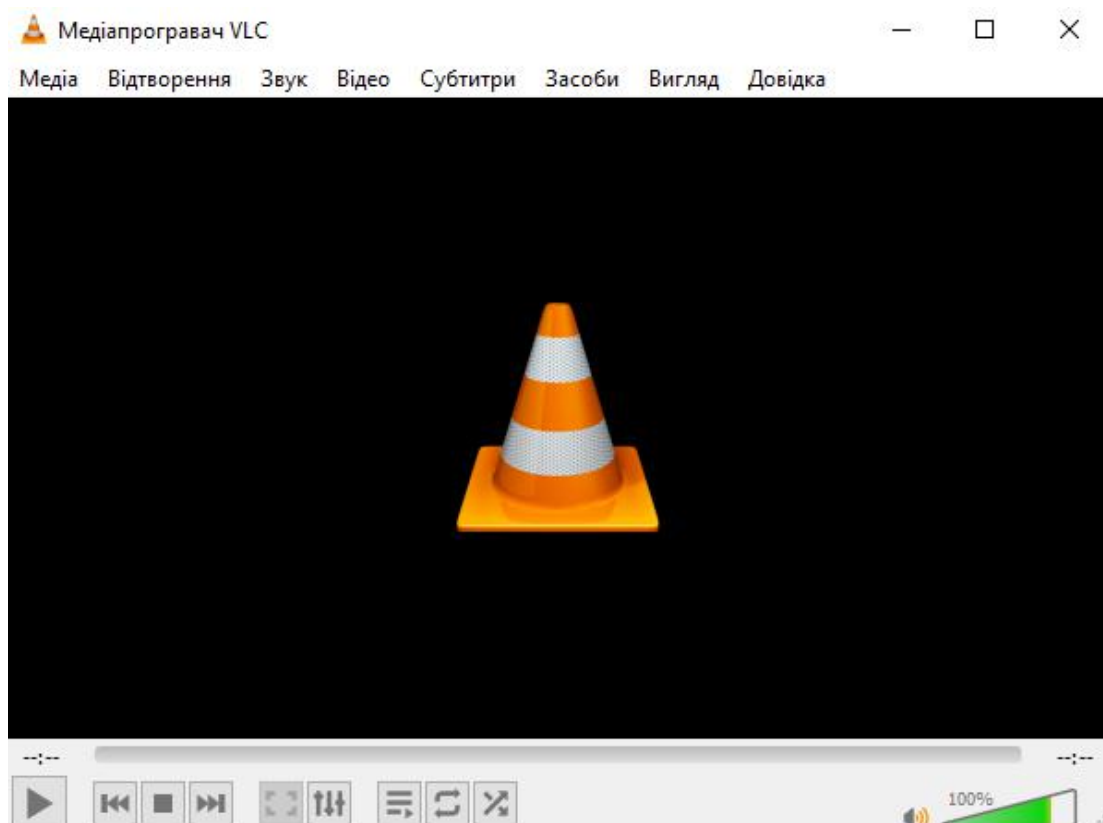 Медіапрогравач VLC
Медіа Відтворення Звук Відео Субтитри Засоби Вигляд Довідка
--:-- --:--
100%